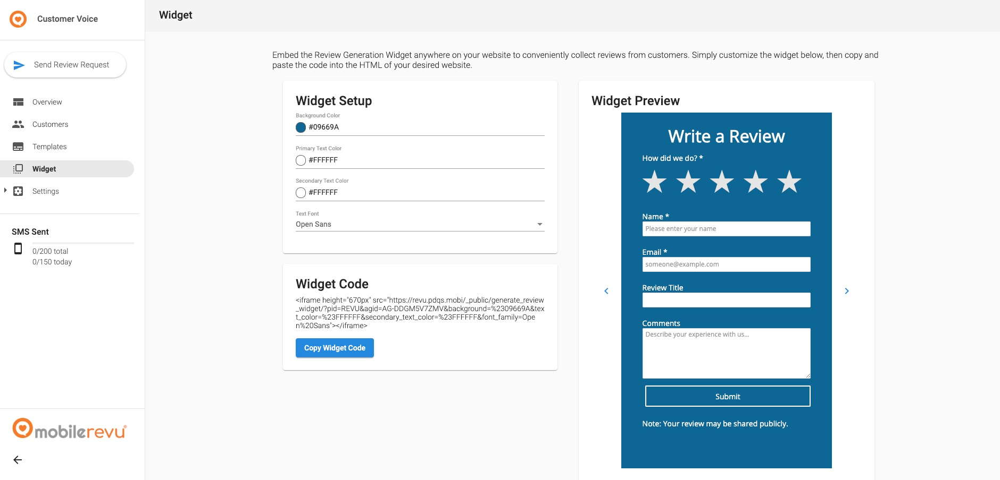 Customer Voice
Widget
Send Review Request
Overview
Customers
Templates
Widget
Settings
SMS Sent
0/200 total
0/150 today
mobilerevu®
Embed the Review Generation Widget anywhere on your website to conveniently collect reviews from customers. Simply customize the widget below, then copy and
paste the code into the HTML of your desired website.
Widget Setup
Background Color
#09669A
Primary Text Color
#FFFFFF
Secondary Text Color
#FFFFFF
Text Font
Open Sans
Widget Code
<iframe height="670px" src="https://revu.pdqs.mobi/_public/generate_review
_widget/?pid=REVU&agid=AG-DDGM5V7ZMV&background=%2309669A&tex
t_color=%23FFFFFF&secondary_text_color=%23FFFFFF&font_family=Ope
n%20Sans"></iframe>
Copy Widget Code
Widget Preview
Write a Review
How did we do? *
Name *
Please enter your name
Email *
someone@example.com
Review Title
Comments
Describe your experience with us...
Submit
Note: Your review may be shared publicly.